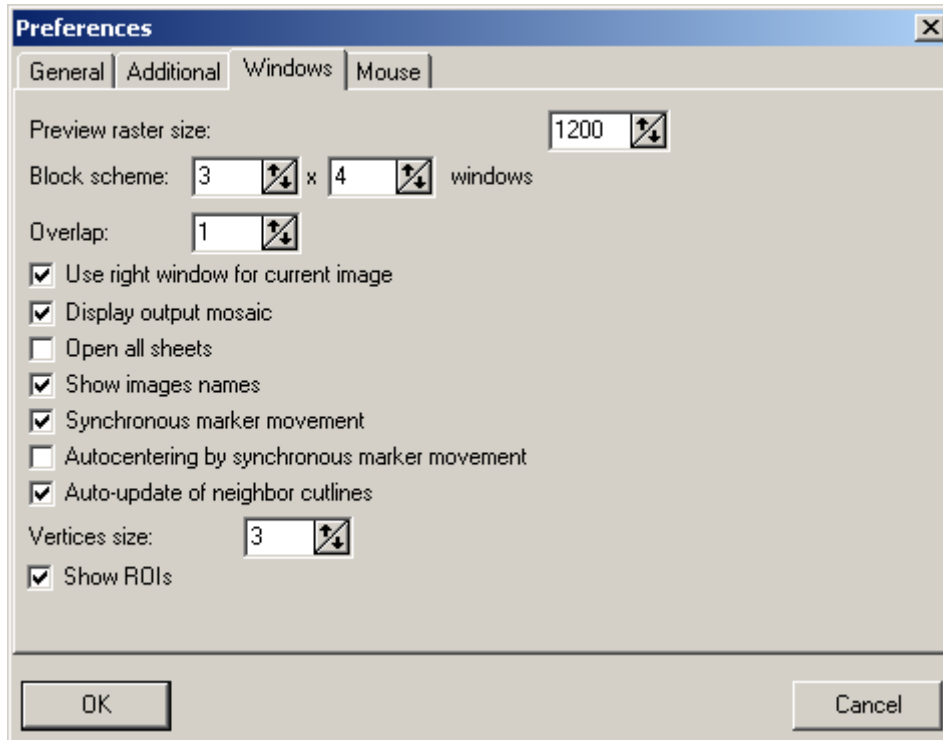 Preferences
General Additional Windows Mouse
Preview raster size: 1200
Block scheme: 3 x 4 windows
Overlap: 1
Use right window for current image
Display output mosaic
Open all sheets
Show images names
Synchronous marker movement
Autocentering by synchronous marker movement
Auto-update of neighbor cutlines
Vertices size: 3
Show ROIs
OK Cancel